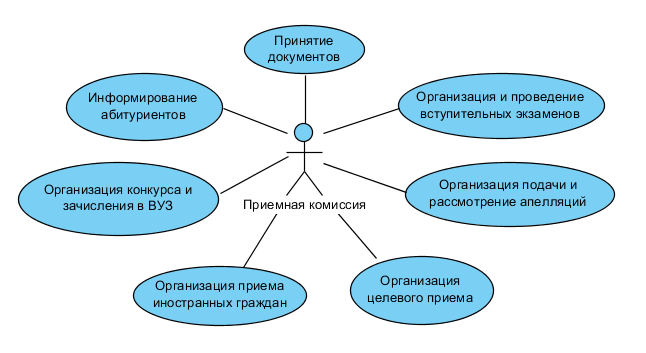 Принятие
документов
Информирование
абитуриентов
Организация и проведение
вступительных экзаменов
Организация конкурса и
зачисления в ВУЗ
Организация подачи и
рассмотрение апелляций
Приемная комиссия
Организация приема
иностранных граждан
Организация
целевого приема